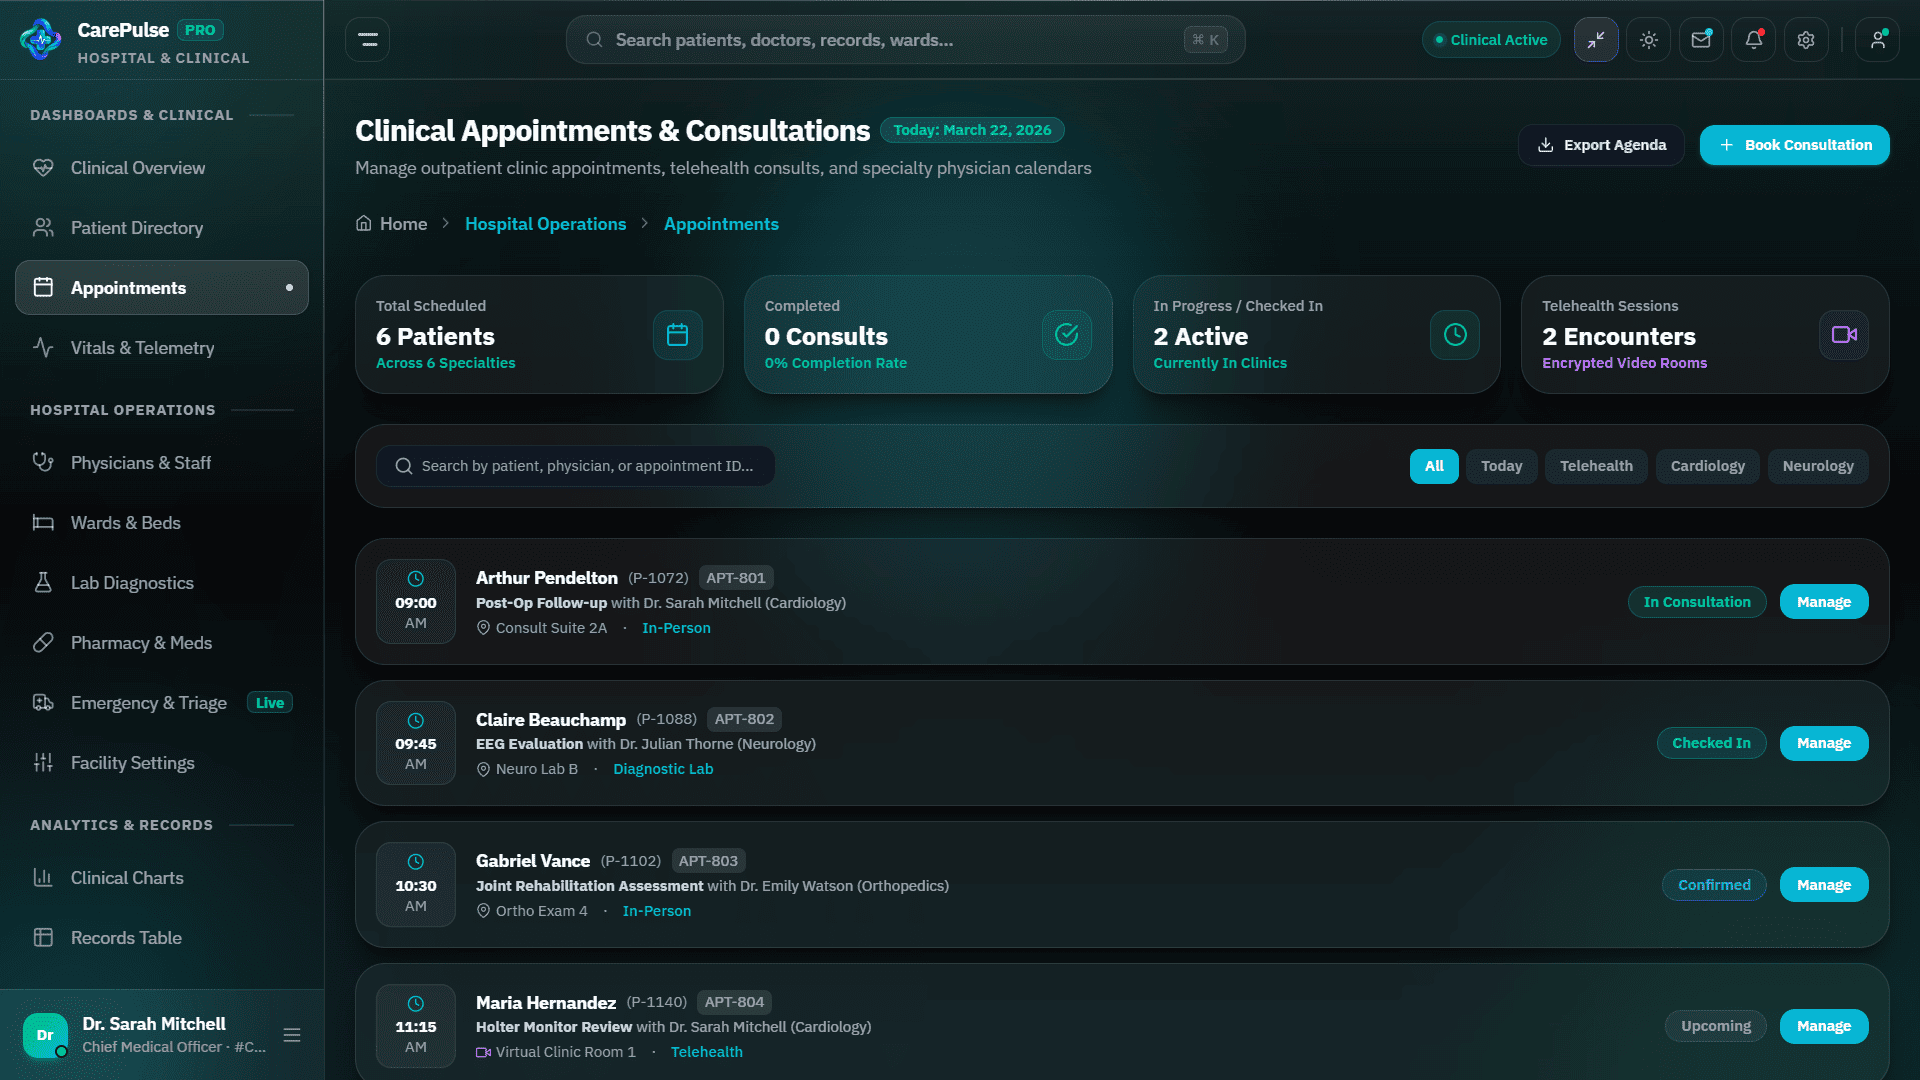 CarePulse PRO
HOSPITAL & CLINICAL
Search patients, doctors, records, wards...
⌘ K
Clinical Active
DASHBOARDS & CLINICAL
Clinical Overview
Patient Directory
Appointments
Vitals & Telemetry
HOSPITAL OPERATIONS
Physicians & Staff
Wards & Beds
Lab Diagnostics
Pharmacy & Meds
Emergency & Triage Live
Facility Settings
ANALYTICS & RECORDS
Clinical Charts
Records Table
Dr
Dr. Sarah Mitchell
Chief Medical Officer · #C...
Clinical Appointments & Consultations Today: March 22, 2026
Manage outpatient clinic appointments, telehealth consults, and specialty physician calendars
Export Agenda
Book Consultation
Home > Hospital Operations > Appointments
Total Scheduled
6 Patients
Across 6 Specialties
Completed
0 Consults
0% Completion Rate
In Progress / Checked In
2 Active
Currently In Clinics
Telehealth Sessions
2 Encounters
Encrypted Video Rooms
Search by patient, physician, or appointment ID...
All Today Telehealth Cardiology Neurology
09:00
AM
Arthur Pendelton (P-1072) APT-801
Post-Op Follow-up with Dr. Sarah Mitchell (Cardiology)
Consult Suite 2A · In-Person
In Consultation Manage
09:45
AM
Claire Beauchamp (P-1088) APT-802
EEG Evaluation with Dr. Julian Thorne (Neurology)
Neuro Lab B · Diagnostic Lab
Checked In Manage
10:30
AM
Gabriel Vance (P-1102) APT-803
Joint Rehabilitation Assessment with Dr. Emily Watson (Orthopedics)
Ortho Exam 4 · In-Person
Confirmed Manage
11:15
AM
Maria Hernandez (P-1140) APT-804
Holter Monitor Review with Dr. Sarah Mitchell (Cardiology)
Virtual Clinic Room 1 · Telehealth
Upcoming Manage